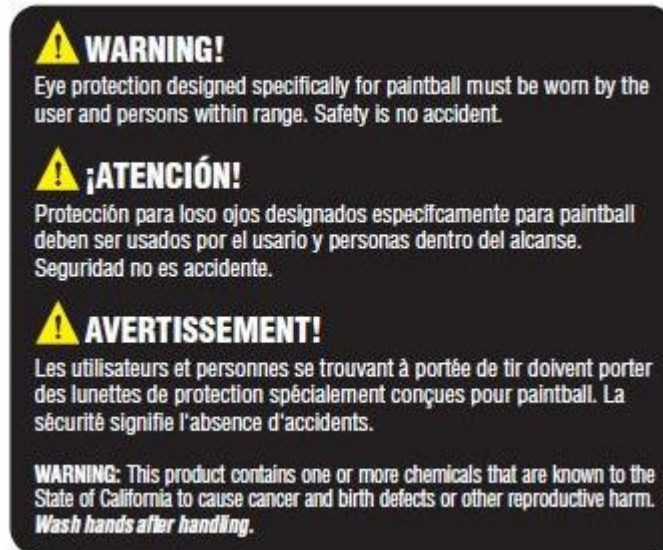 WARNING!
Eye protection designed specifically for paintball must be worn by the
user and persons within range. Safety is no accident.
¡ATENCIÓN!
Protección para loso ojos designados especifcamente para paintball
deben ser usados por el usario y personas dentro del alcanse.
Seguridad no es accidente.
AVERTISSEMENT!
Les utilisateurs et personnes se trouvant à portée de tir doivent porter
des lunettes de protection spécialement conçues pour paintball. La
sécurité signifie l'absence d'accidents.
WARNING: This product contains one or more chemicals that are known to the
State of California to cause cancer and birth defects or other reproductive harm.
Wash hands after handling.